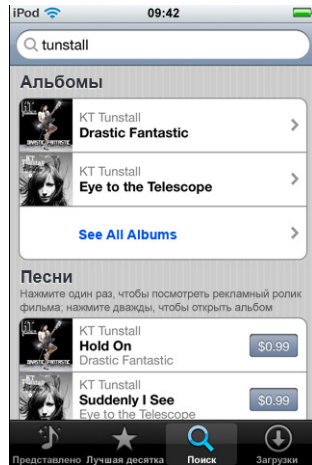 iPod 09:42
tunstall
Альбомы
KT Tunstall
Drastic Fantastic
KT Tunstall
Eye to the Telescope
See All Albums
Песни
Нажмите один раз, чтобы посмотреть рекламный ролик
фильма; нажмите дважды, чтобы открыть альбом
KT Tunstall
Hold On
Drastic Fantastic
$0.99
KT Tunstall
Suddenly I See
Eye to the Telescope
$0.99
Представлено Лучшая десятка Поиск Загрузки